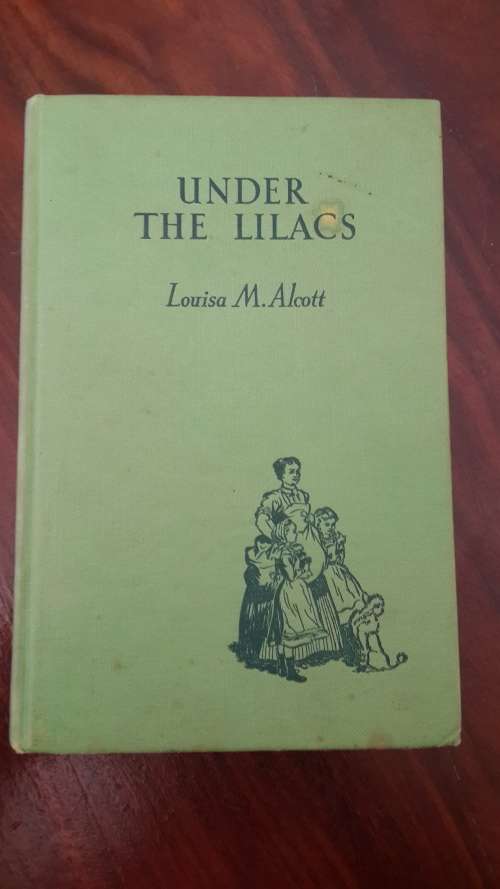 UNDER
THE LILACS
Louisa M. Alcott